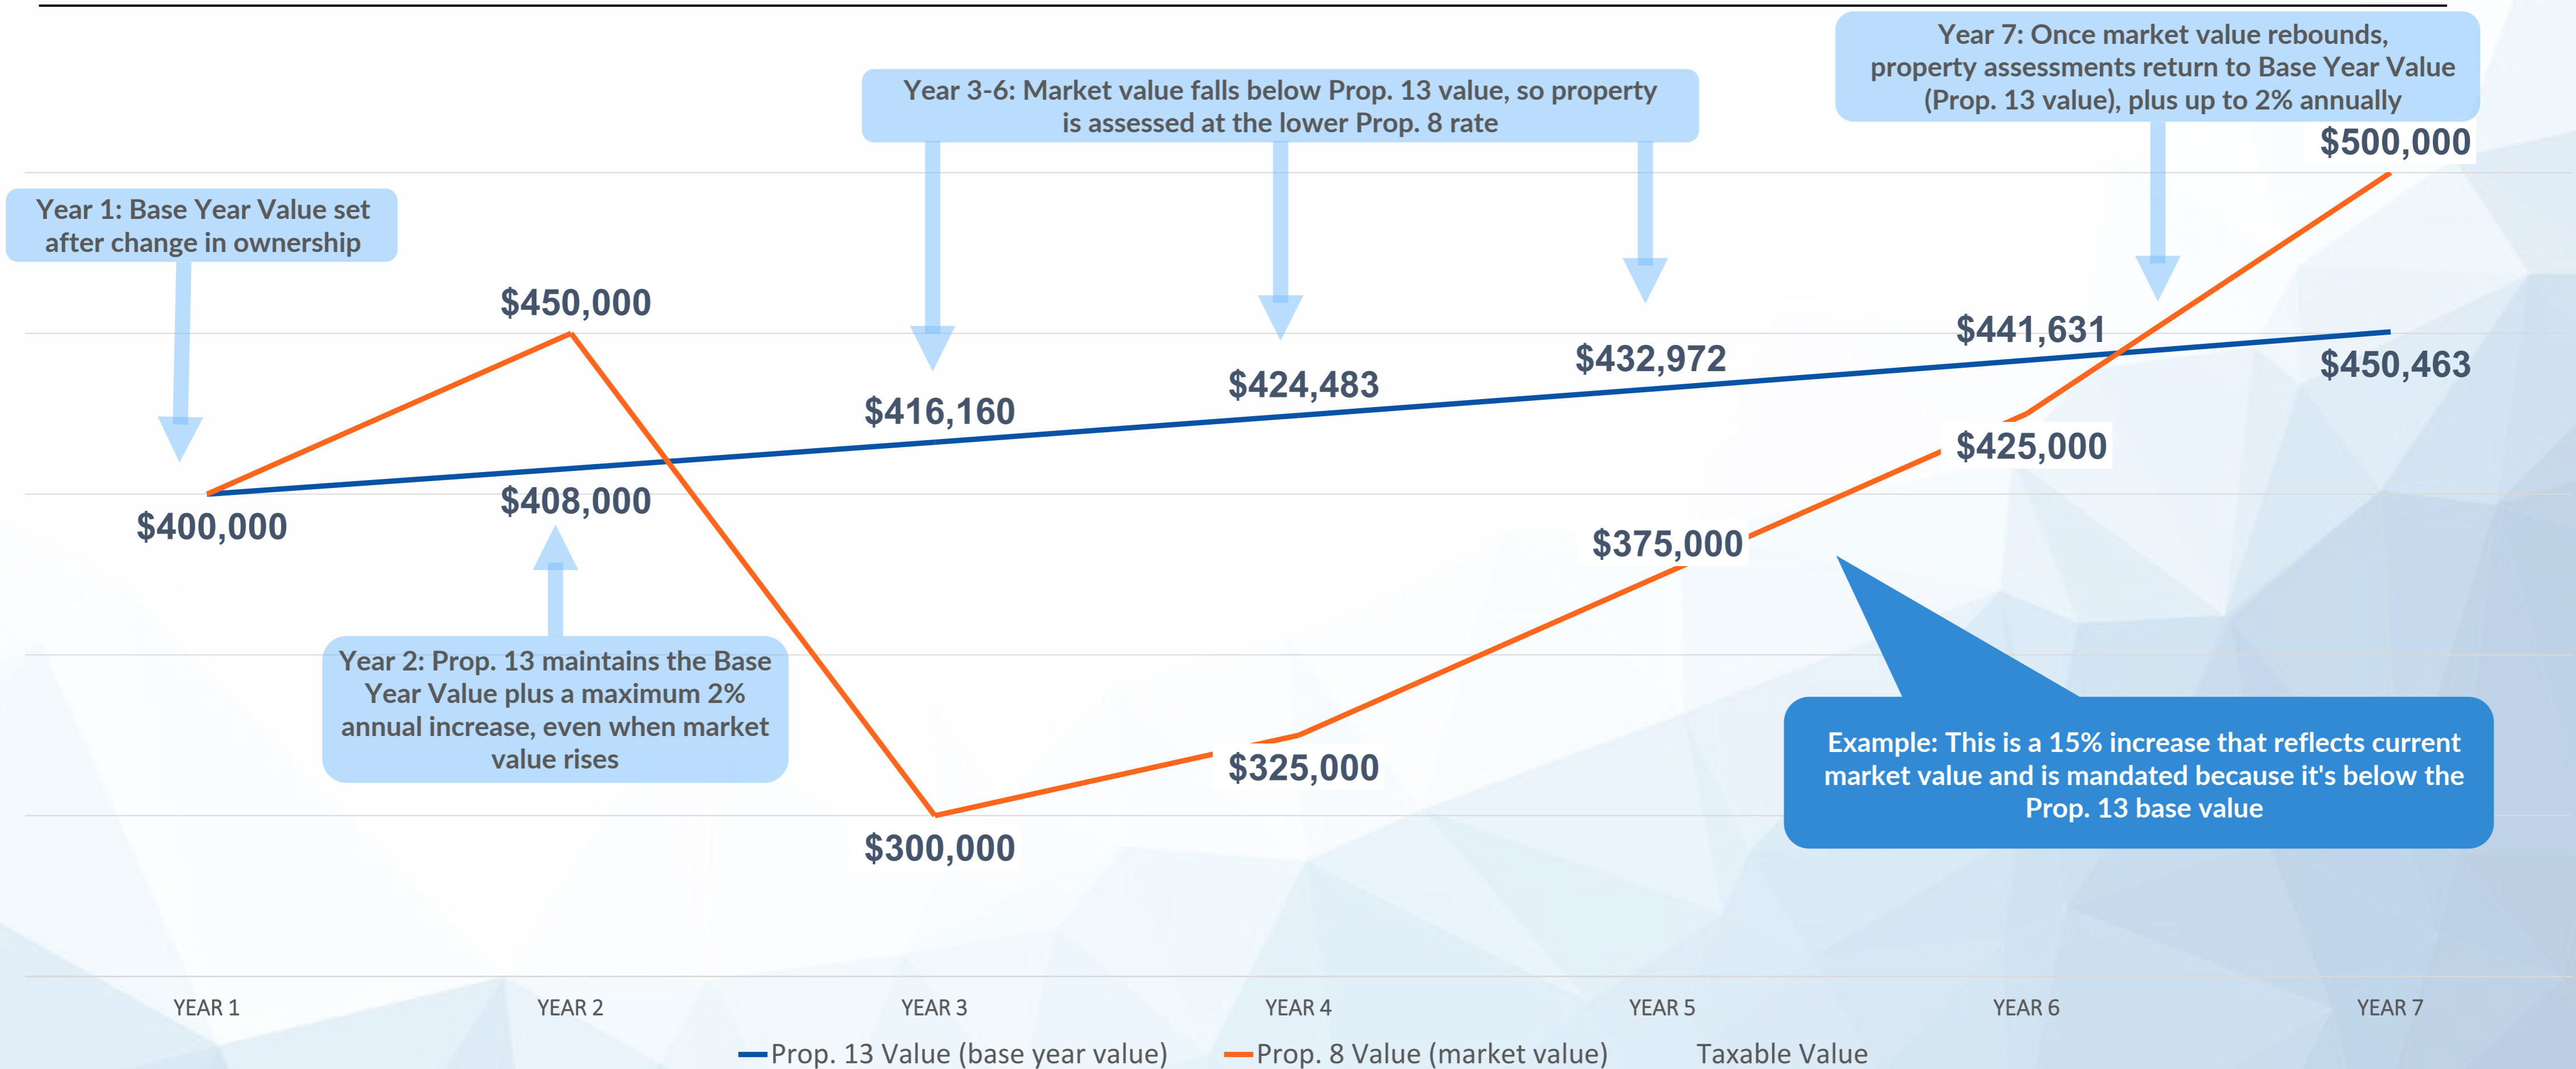 Year 7: Once market value rebounds,
property assessments return to Base Year Value
(Prop. 13 value), plus up to 2% annually
Year 3-6: Market value falls below Prop. 13 value, so property
is assessed at the lower Prop. 8 rate
$500,000
Year 1: Base Year Value set
after change in ownership
$450,000
$441,631
$432,972
$450,463
$424,483
$416,160
$425,000
$408,000
$400,000
$375,000
Year 2: Prop. 13 maintains the Base
Year Value plus a maximum 2%
annual increase, even when market
value rises
$325,000
Example: This is a 15% increase that reflects current
market value and is mandated because it's below the
Prop. 13 base value
$300,000
YEAR 1 YEAR 2 YEAR 3 YEAR 4 YEAR 5 YEAR 6 YEAR 7
Prop. 13 Value (base year value) Prop. 8 Value (market value) Taxable Value